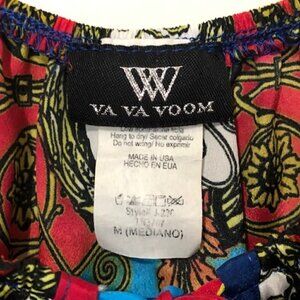 VA VA VOOM
Hang to dry/ Secar colgado
Do not wring/ No exprimir
MADE IN USA
HECHO EN EUA
M (MEDIANO)